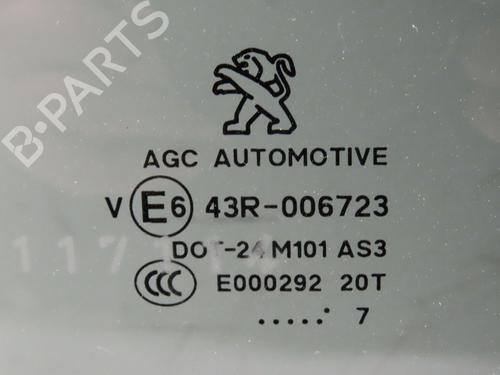 B-PARTS
AGC AUTOMOTIVE
V E6 43R-006723
DOT-24 M101 AS3
CCC E000292 20T
.....· 7